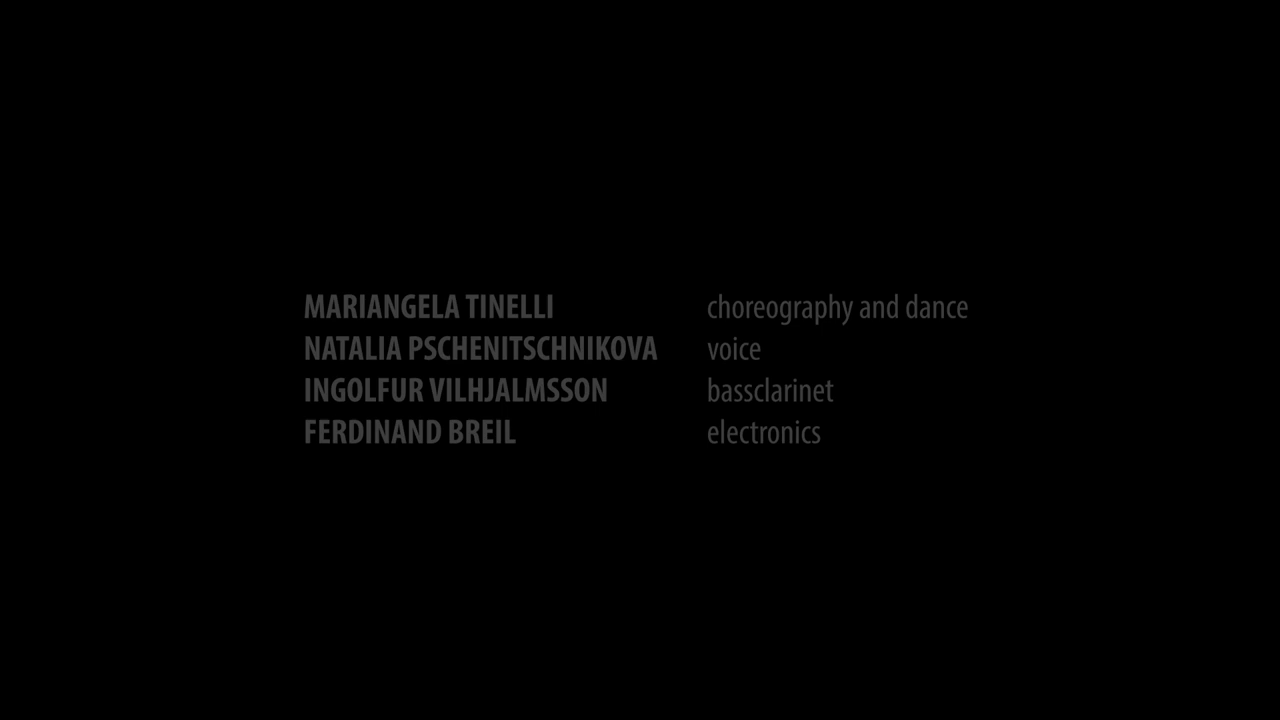 MARIANGELA TINELLI choreography and dance
NATALIA PSCHENITSCHNIKOVA voice
INGOLFUR VILHJALMSSON bassclarinet
FERDINAND BREIL electronics